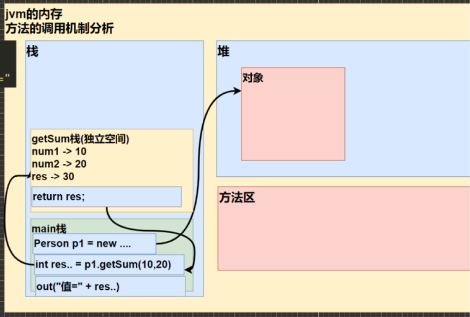 jvm的内存
方法的调用机制分析
="
栈
getSum栈(独立空间)
num1 -> 10
num2 -> 20
res -> 30
return res;
main栈
Person p1 = new ....
int res.. = p1.getSum(10,20)
out("值=" + res..)
堆
对象
方法区